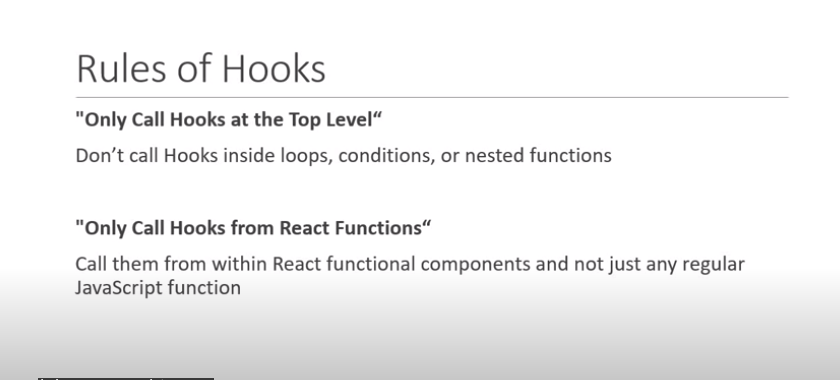 Rules of Hooks
"Only Call Hooks at the Top Level“
Don’t call Hooks inside loops, conditions, or nested functions
"Only Call Hooks from React Functions“
Call them from within React functional components and not just any regular
JavaScript function